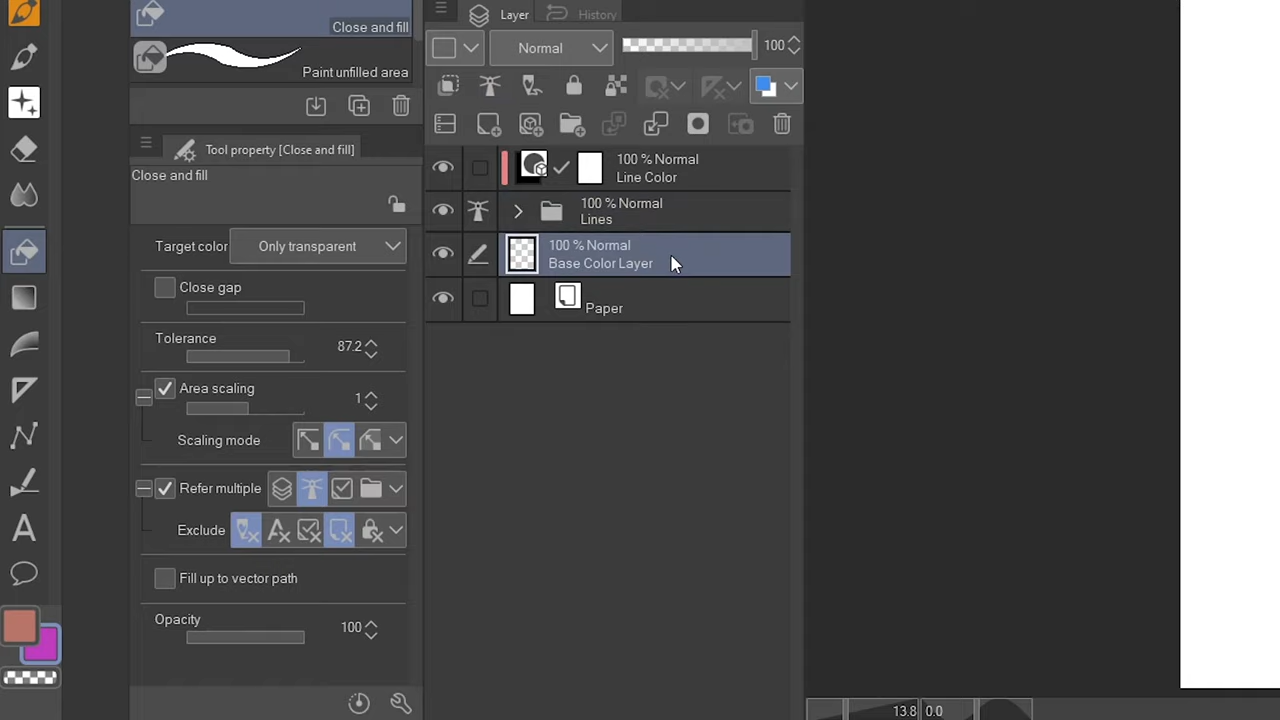 Close and fill
Paint unfilled area
Tool property [Close and fill]
Close and fill
Target color
Only transparent
Close gap
Tolerance
87.2
Area scaling
1
Scaling mode
Refer multiple
Exclude
Fill up to vector path
Opacity
100
Layer
History
Normal
100
100 % Normal
Line Color
100 % Normal
Lines
100 % Normal
Base Color Layer
Paper
13.8
0.0